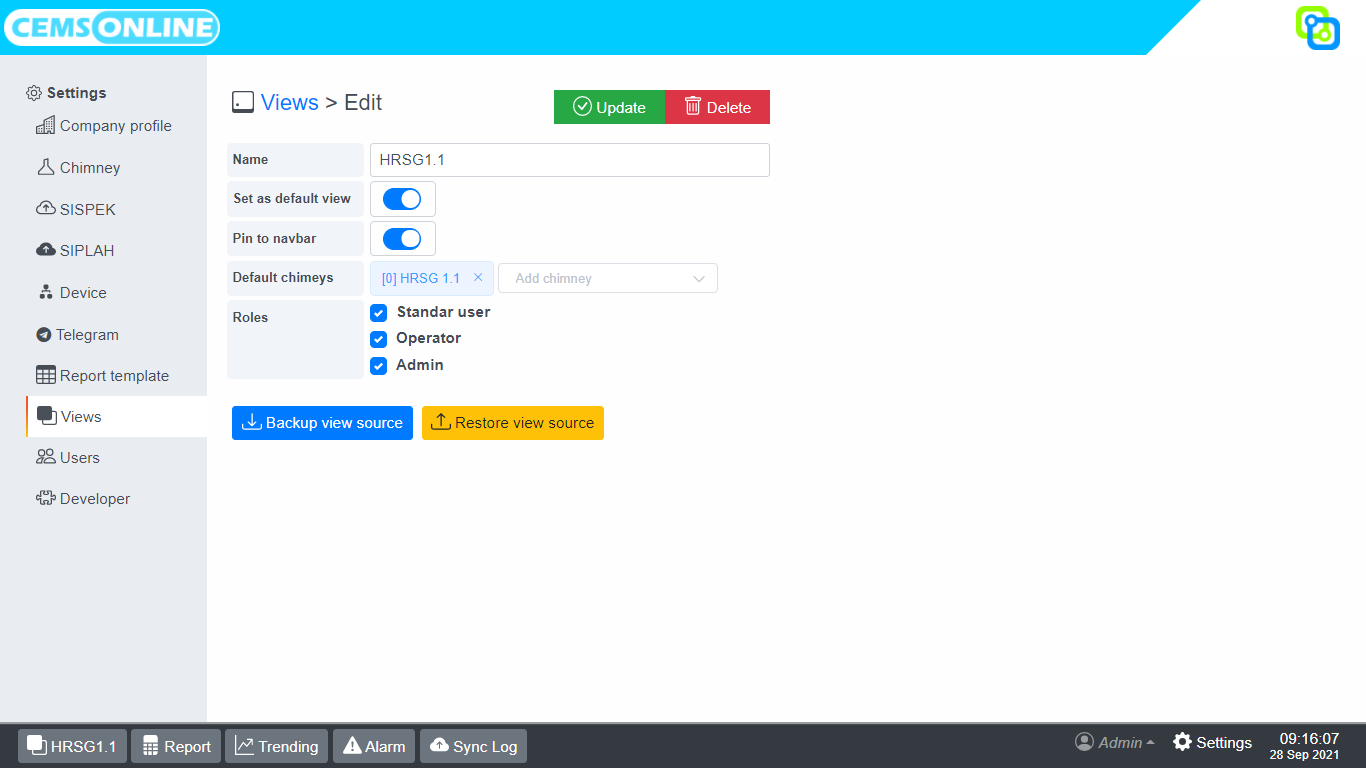 CEMSONLINE
Settings
Company profile
Chimney
SISPEK
SIPLAH
Device
Telegram
Report template
Views
Users
Developer
Views > Edit
Update
Delete
Name
HRSG1.1
Set as default view
Pin to navbar
Default chimeys
[0] HRSG 1.1 ×
Add chimney
Roles
Standar user
Operator
Admin
Backup view source
Restore view source
HRSG1.1
Report
Trending
Alarm
Sync Log
Admin
Settings
09:16:07
28 Sep 2021